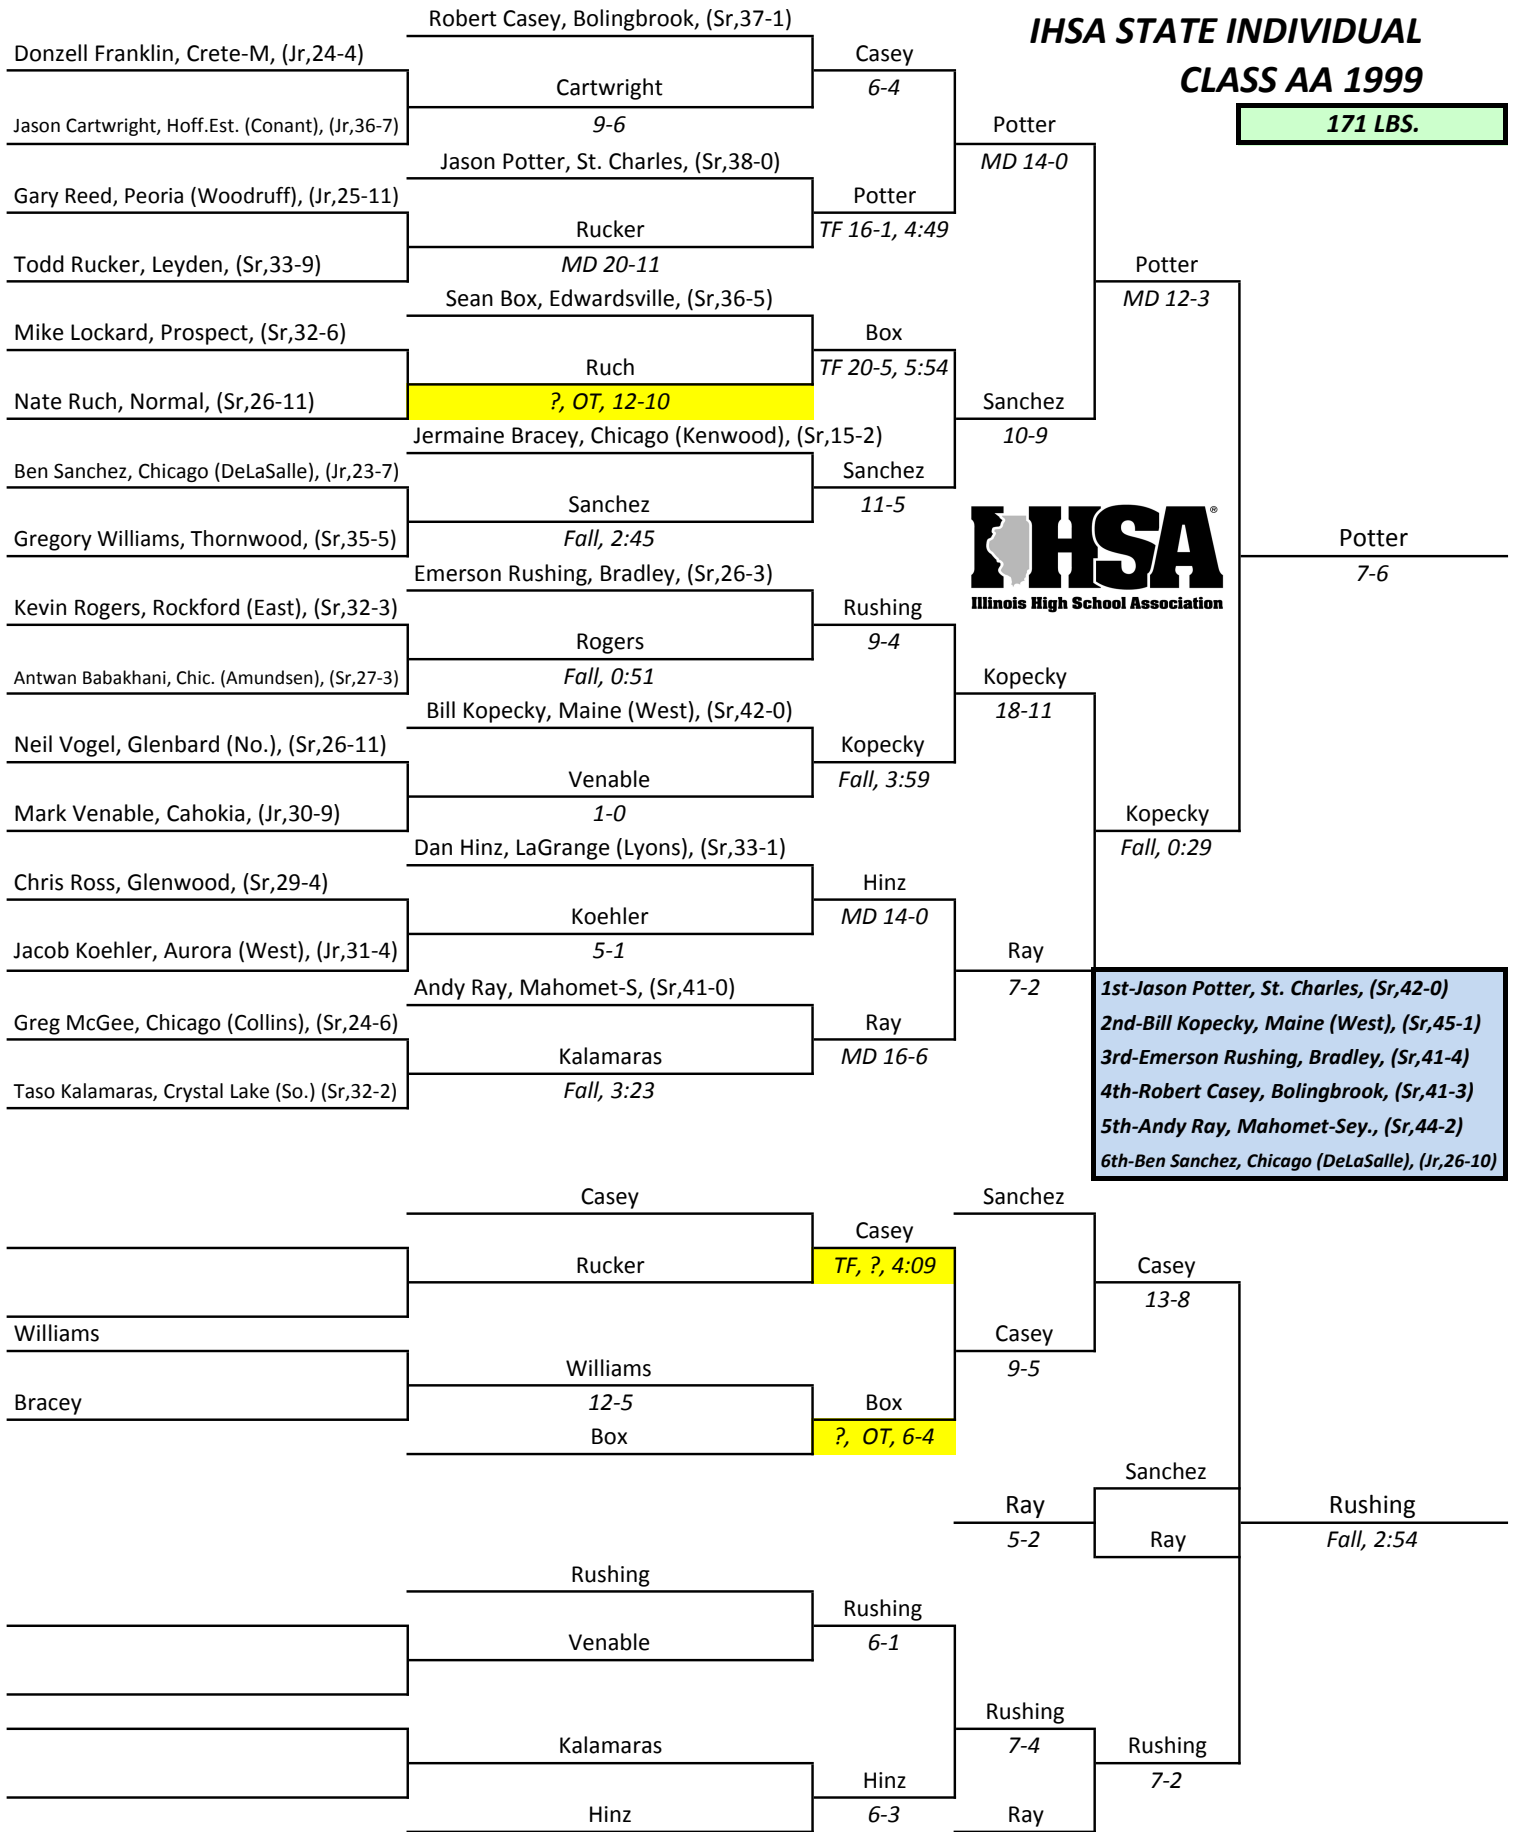 IHSA STATE INDIVIDUAL
CLASS AA 1999
171 LBS.
Robert Casey, Bolingbrook, (Sr,37-1)
Donzell Franklin, Crete-M, (Jr,24-4)
Casey
Cartwright
6-4
Jason Cartwright, Hoff.Est. (Conant), (Jr,36-7)
9-6
Potter
Jason Potter, St. Charles, (Sr,38-0)
MD 14-0
Gary Reed, Peoria (Woodruff), (Jr,25-11)
Potter
Rucker
TF 16-1, 4:49
Todd Rucker, Leyden, (Sr,33-9)
MD 20-11
Potter
Sean Box, Edwardsville, (Sr,36-5)
MD 12-3
Mike Lockard, Prospect, (Sr,32-6)
Box
Ruch
TF 20-5, 5:54
Nate Ruch, Normal, (Sr,26-11)
?, OT, 12-10
Sanchez
Jermaine Bracey, Chicago (Kenwood), (Sr,15-2)
10-9
Ben Sanchez, Chicago (DeLaSalle), (Jr,23-7)
Sanchez
Sanchez
11-5
IHSA®
Gregory Williams, Thornwood, (Sr,35-5)
Fall, 2:45
Potter
Emerson Rushing, Bradley, (Sr,26-3)
7-6
Illinois High School Association
Kevin Rogers, Rockford (East), (Sr,32-3)
Rushing
Rogers
9-4
Antwan Babakhani, Chic. (Amundsen), (Sr,27-3)
Fall, 0:51
Kopecky
Bill Kopecky, Maine (West), (Sr,42-0)
18-11
Neil Vogel, Glenbard (No.), (Sr,26-11)
Kopecky
Venable
Fall, 3:59
Mark Venable, Cahokia, (Jr,30-9)
1-0
Kopecky
Dan Hinz, LaGrange (Lyons), (Sr,33-1)
Fall, 0:29
Chris Ross, Glenwood, (Sr,29-4)
Hinz
Koehler
MD 14-0
Jacob Koehler, Aurora (West), (Jr,31-4)
5-1
Ray
Andy Ray, Mahomet-S, (Sr,41-0)
7-2
Greg McGee, Chicago (Collins), (Sr,24-6)
Ray
Kalamaras
MD 16-6
Taso Kalamaras, Crystal Lake (So.) (Sr,32-2)
Fall, 3:23
1st-Jason Potter, St. Charles, (Sr,42-0)
2nd-Bill Kopecky, Maine (West), (Sr,45-1)
3rd-Emerson Rushing, Bradley, (Sr,41-4)
4th-Robert Casey, Bolingbrook, (Sr,41-3)
5th-Andy Ray, Mahomet-Sey., (Sr,44-2)
6th-Ben Sanchez, Chicago (DeLaSalle), (Jr,26-10)
Casey
Sanchez
Casey
Rucker
TF, ?, 4:09
Casey
13-8
Williams
Casey
Williams
9-5
Bracey
12-5
Box
Box
?, OT, 6-4
Sanchez
Ray
Rushing
5-2
Ray
Fall, 2:54
Rushing
Rushing
Venable
6-1
Rushing
Kalamaras
7-4
Rushing
Hinz
7-2
Hinz
6-3
Ray